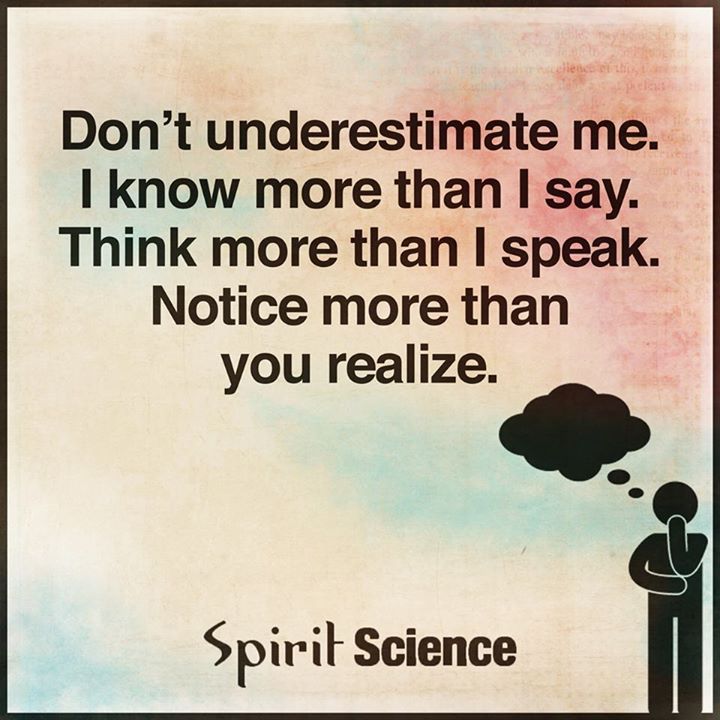 Don’t underestimate me.
I know more than I say.
Think more than I speak.
Notice more than
you realize.
Spirit Science